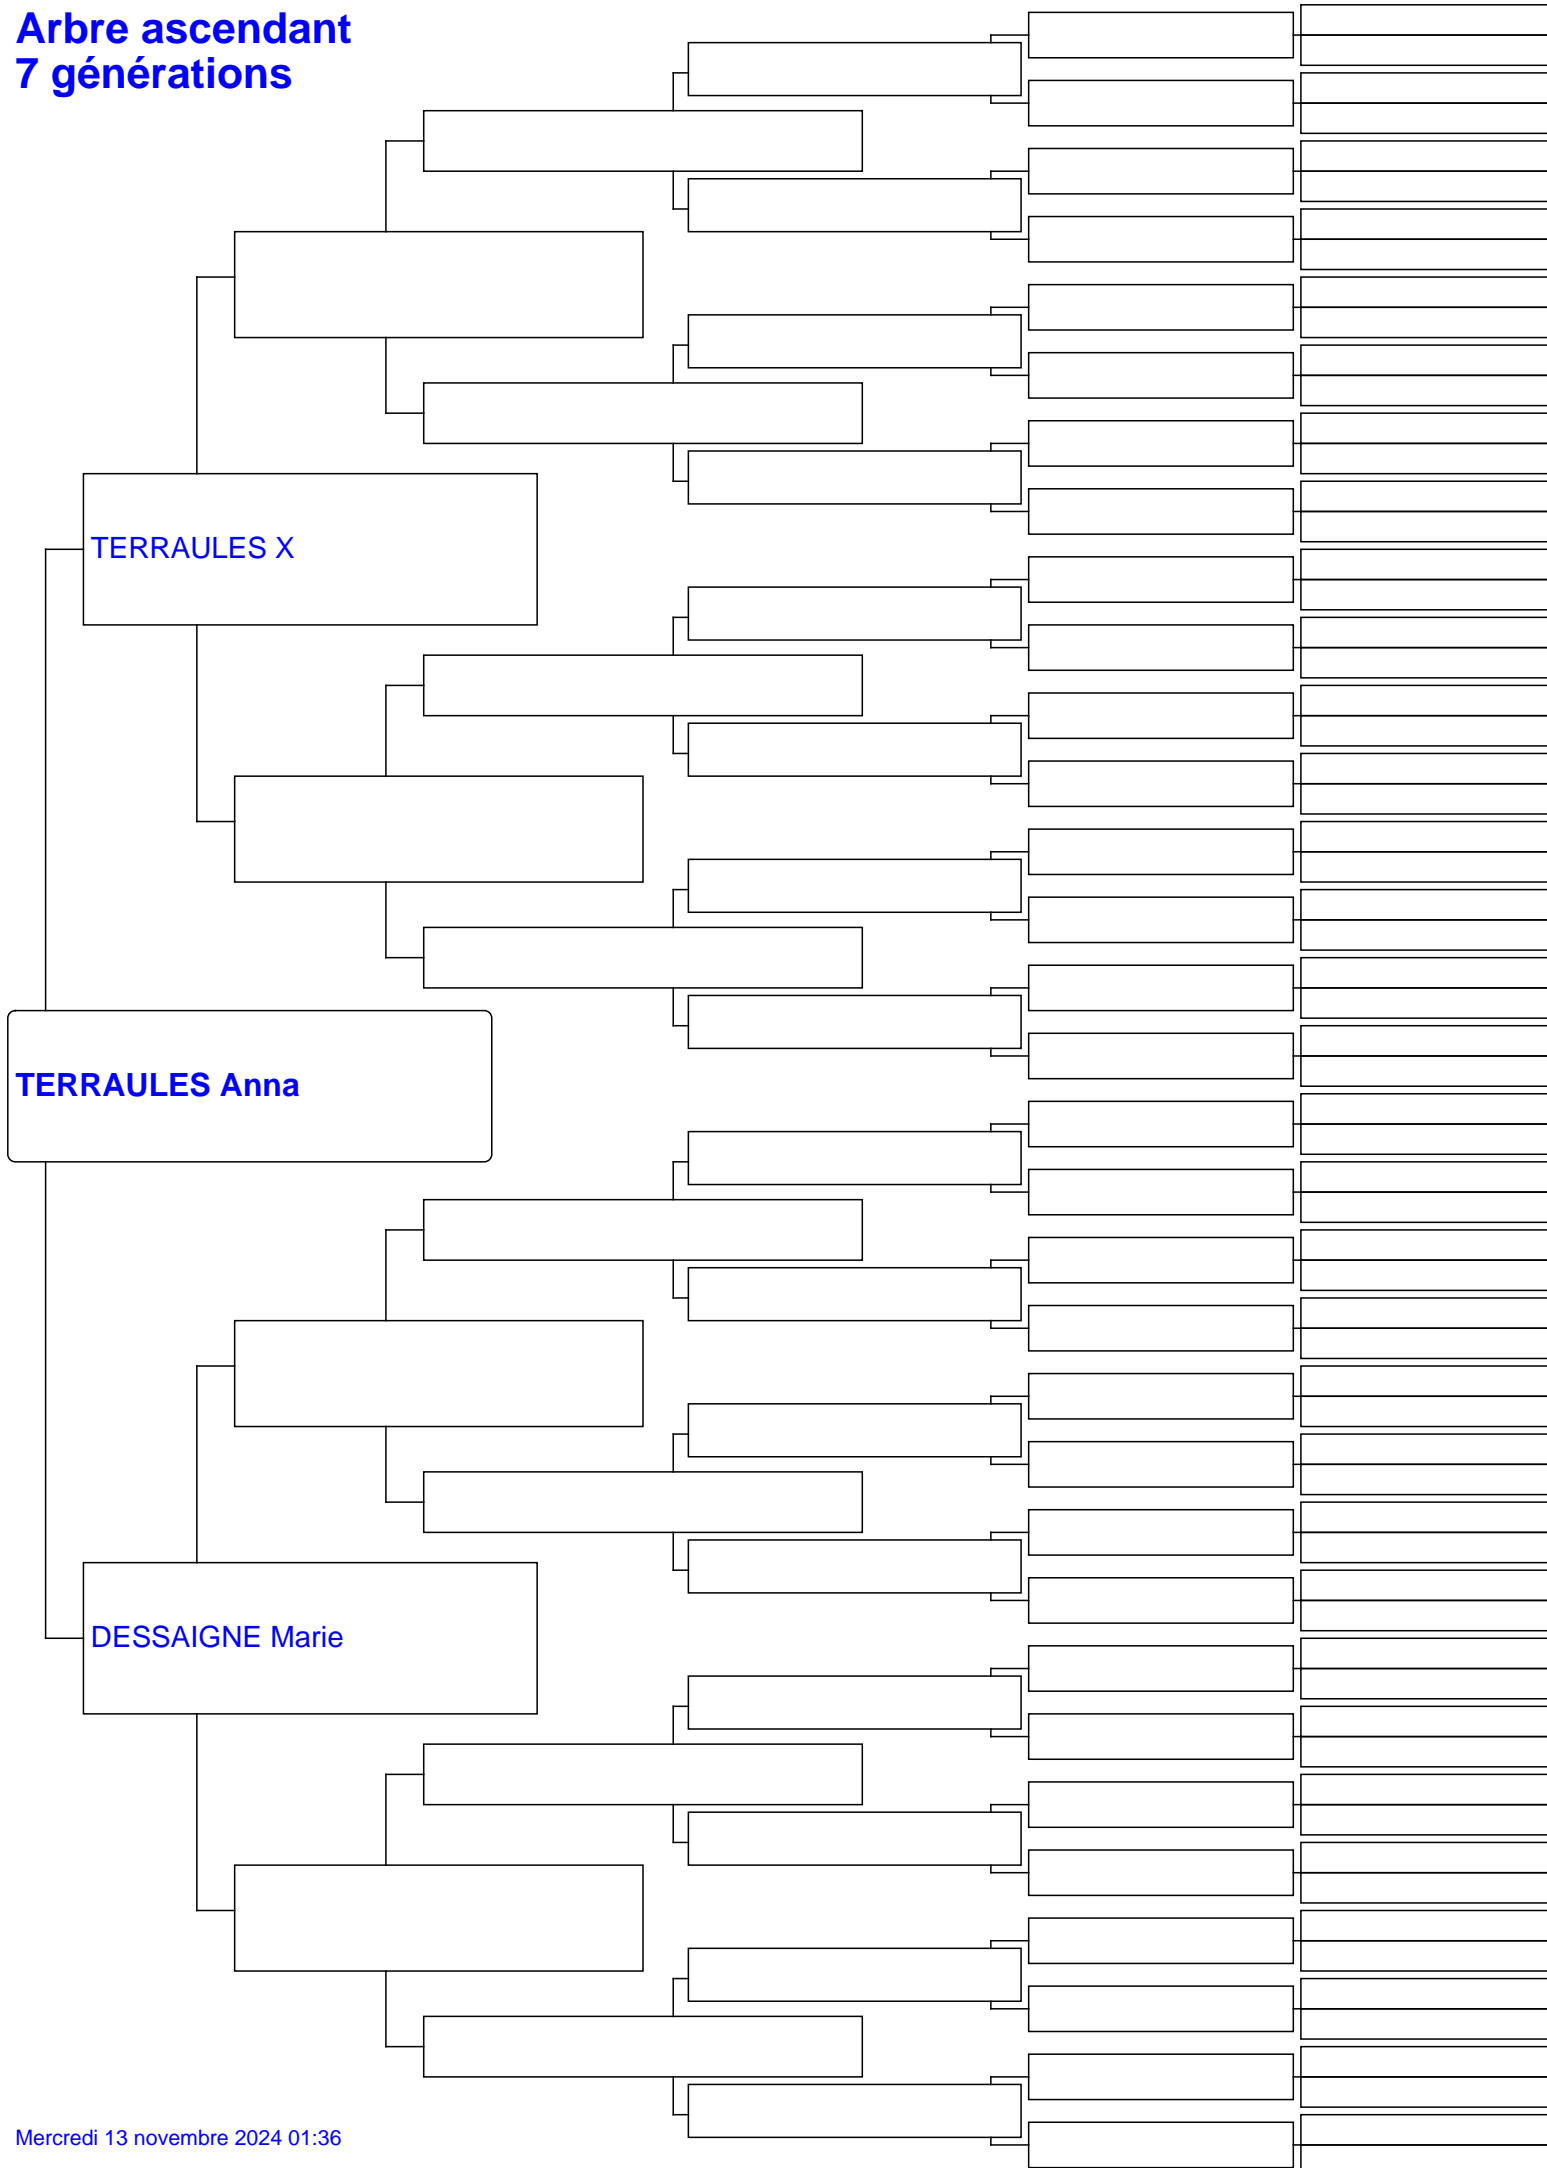 Arbre ascendant
7 générations
TERRAULES X
TERRAULES Anna
DESSAIGNE Marie
Mercredi 13 novembre 2024 01:36